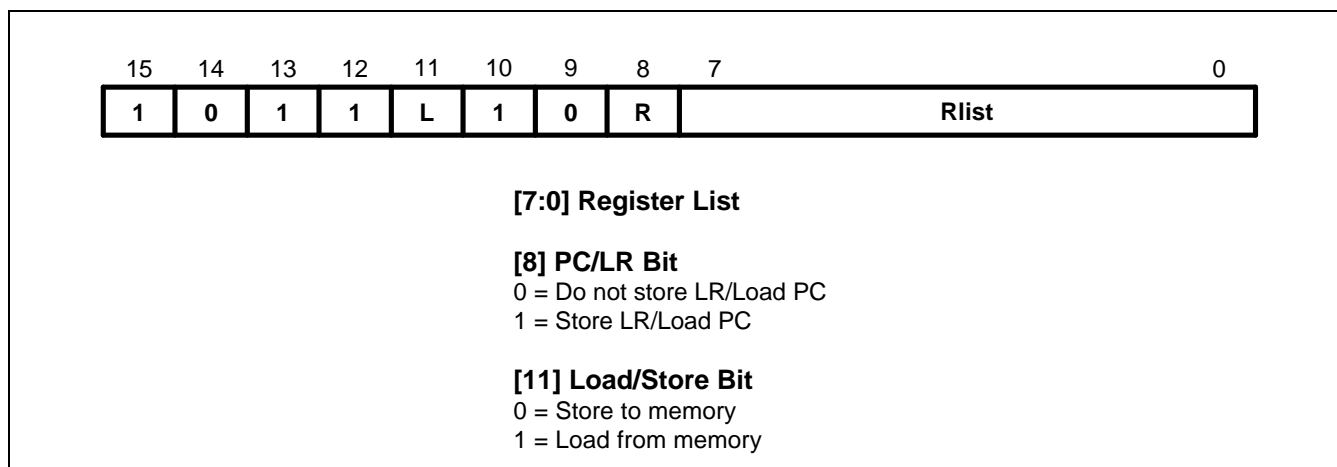 15 14 13 12 11 10 9 8 7 0
1 0 1 1 L 1 0 R Rlist
[7:0] Register List
[8] PC/LR Bit
0 = Do not store LR/Load PC
1 = Store LR/Load PC
[11] Load/Store Bit
0 = Store to memory
1 = Load from memory